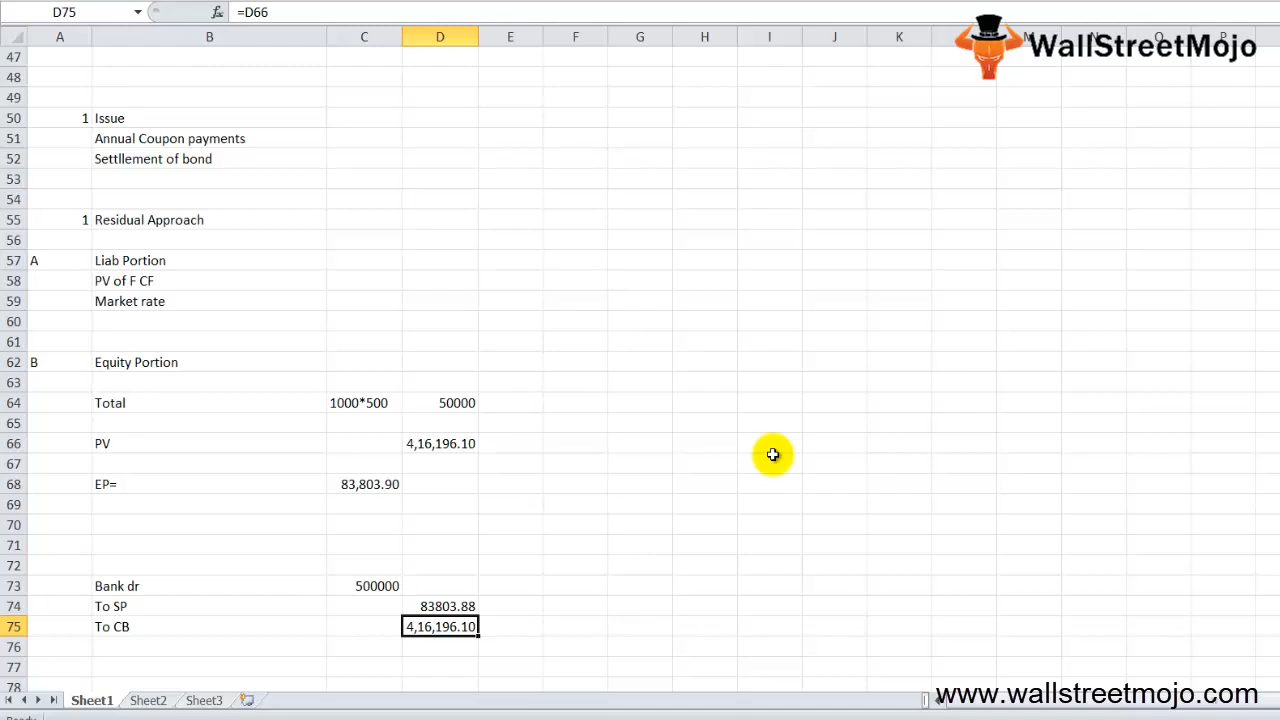 D75 fx =D66
A B C D E F G H I J K M N O P
WallStreetMojo
47
48
49
50 1 Issue
51 Annual Coupon payments
52 Settllement of bond
53
54
55 1 Residual Approach
56
57 A Liab Portion
58 PV of F CF
59 Market rate
60
61
62 B Equity Portion
63
64 Total 1000*500 50000
65
66 PV 4,16,196.10
67
68 EP= 83,803.90
69
70
71
72
73 Bank dr 500000
74 To SP 83803.88
75 To CB 4,16,196.10
76
77
78
Sheet1 Sheet2 Sheet3
www.wallstreetmojo.com